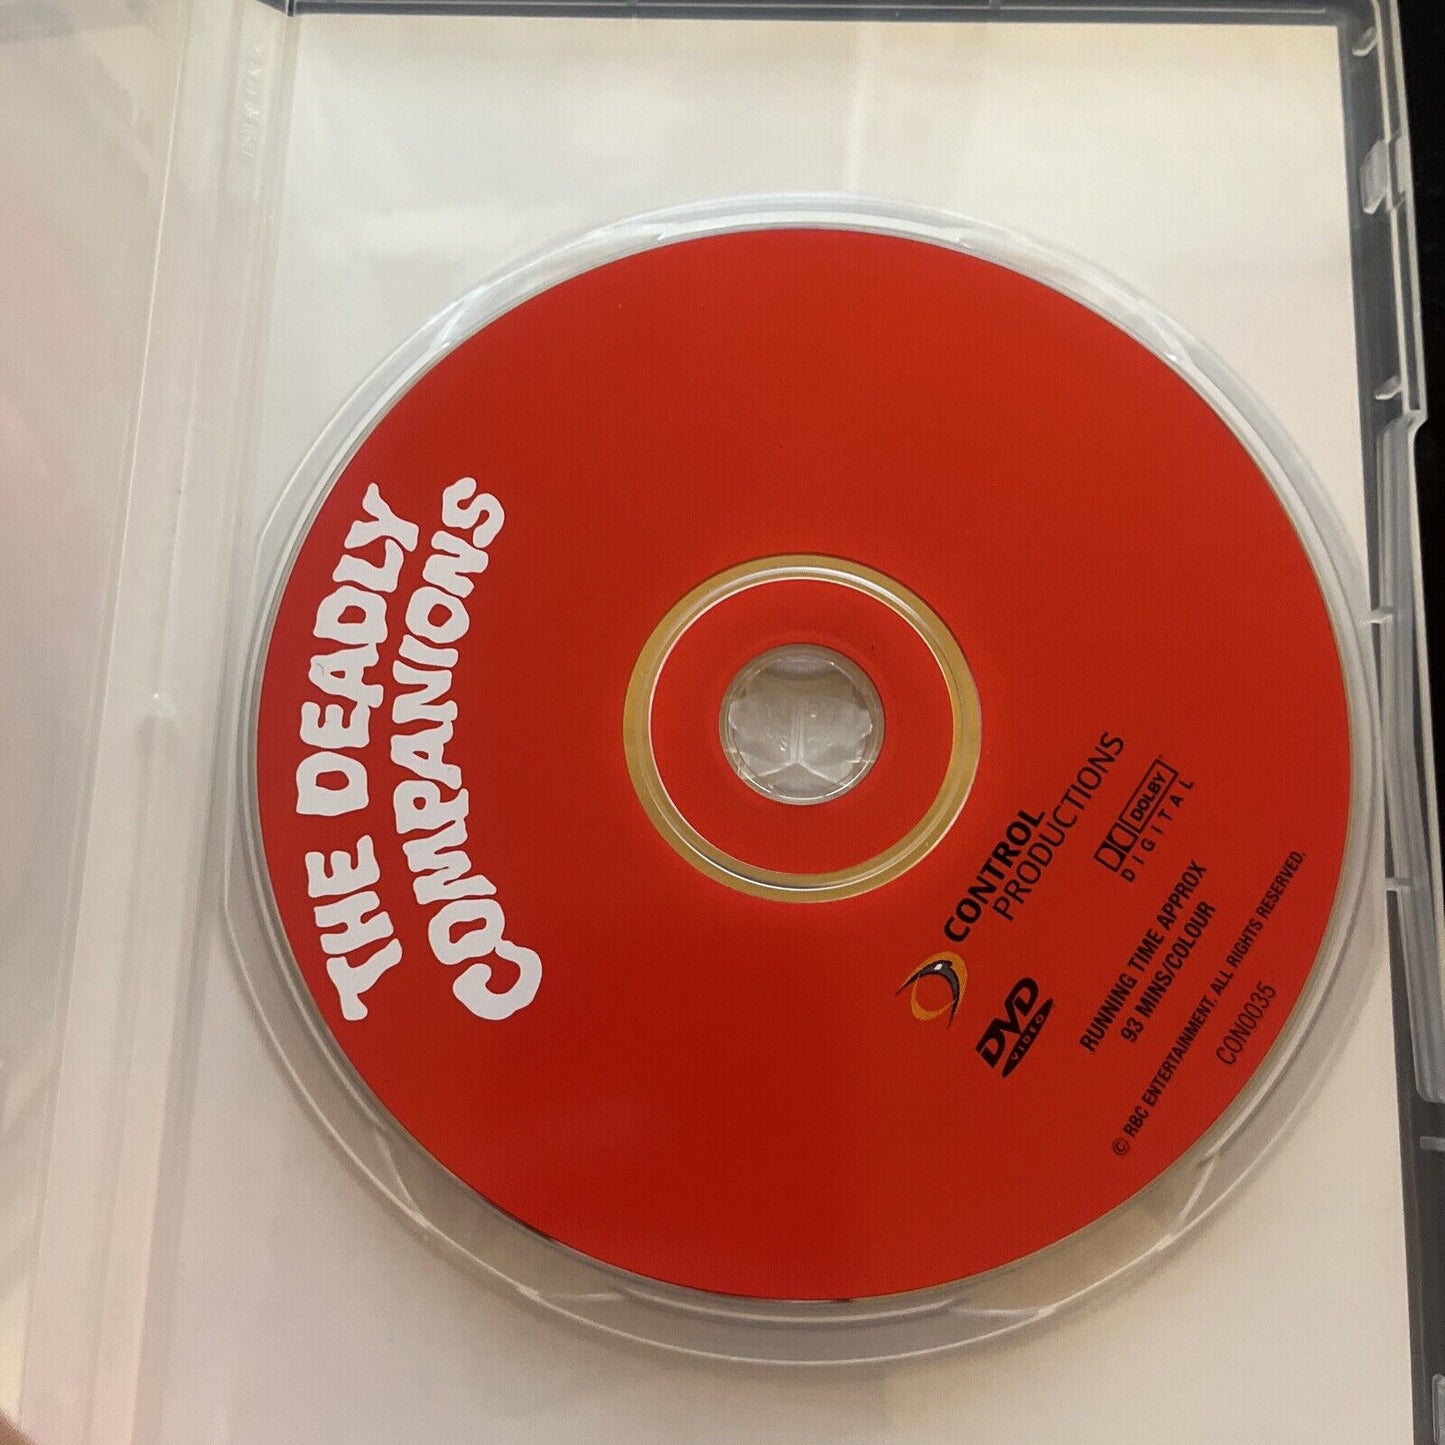 THE DEADLY
COMPANIONS
CONTROL
PRODUCTIONS
DVD
VIDEO
DOLBY
DIGITAL
RUNNING TIME APPROX
93 MINS/COLOUR
© RBC ENTERTAINMENT. ALL RIGHTS RESERVED.
CON0035